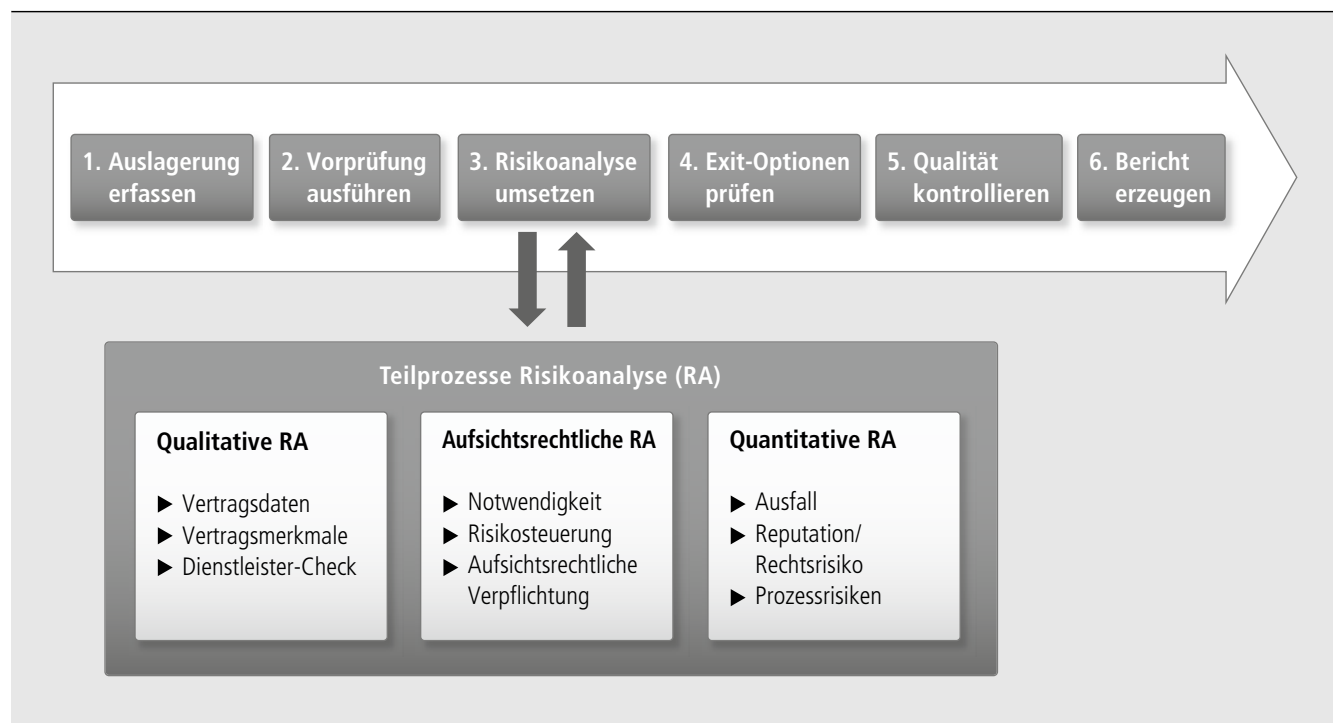 1. Auslagerung
erfassen
2. Vorprüfung
ausführen
3. Risikoanalyse
umsetzen
4. Exit-Optionen
prüfen
5. Qualität
kontrollieren
6. Bericht
erzeugen
Teilprozesse Risikoanalyse (RA)
Qualitative RA
▶ Vertragsdaten
▶ Vertragsmerkmale
▶ Dienstleister-Check
Aufsichtsrechtliche RA
▶ Notwendigkeit
▶ Risikosteuerung
▶ Aufsichtsrechtliche
Verpflichtung
Quantitative RA
▶ Ausfall
▶ Reputation/
Rechtsrisiko
▶ Prozessrisiken